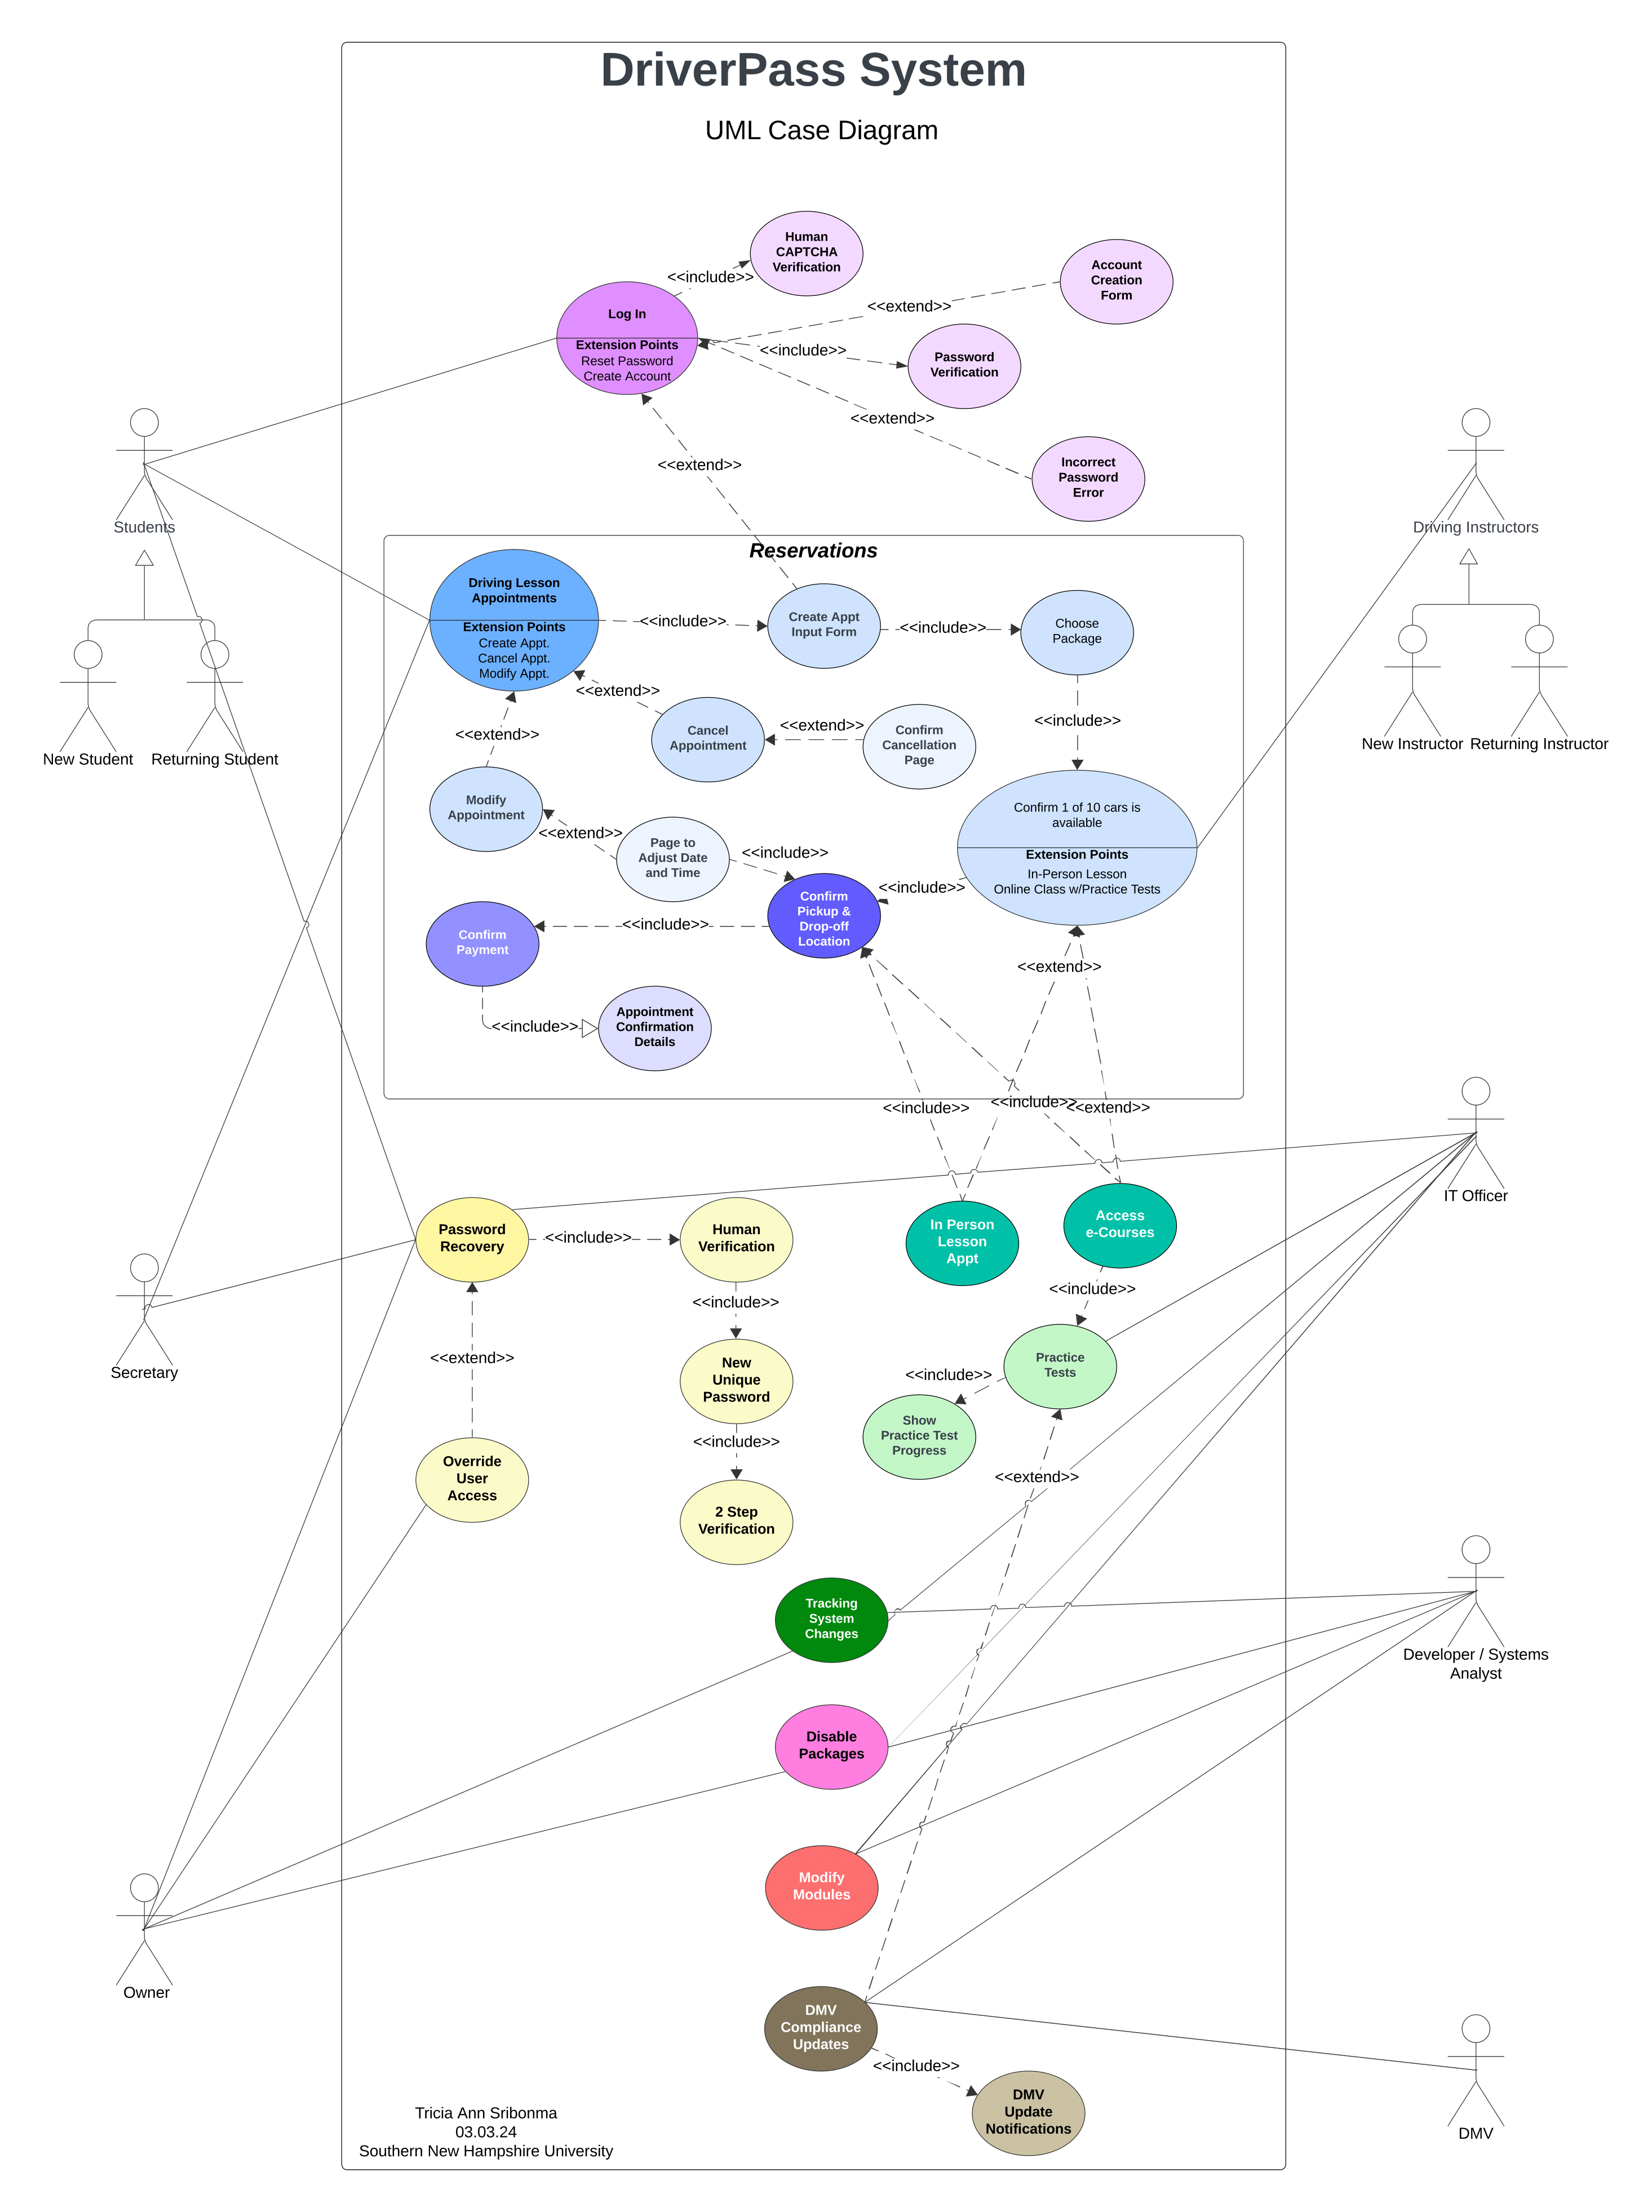 DriverPass System
UML Case Diagram
Human
CAPTCHA
Verification
<<include>>
Account
Creation
Form
<<extend>>
Log In
Extension Points
Reset Password
Create Account
<<include>>
Password
Verification
<<extend>>
Incorrect
Password
Error
<<extend>>
Students
New Student
Returning Student
Driving Instructors
New Instructor
Returning Instructor
Reservations
Driving Lesson
Appointments
Extension Points
Create Appt.
Cancel Appt.
Modify Appt.
<<include>>
Create Appt
Input Form
<<include>>
Choose
Package
<<extend>>
<<extend>>
Cancel
Appointment
<<extend>>
Confirm
Cancellation
Page
<<include>>
Modify
Appointment
<<extend>>
Page to
Adjust Date
and Time
<<include>>
Confirm 1 of 10 cars is
available
Extension Points
In-Person Lesson
Online Class w/Practice Tests
<<include>>
Confirm
Pickup &
Drop-off
Location
<<include>>
Confirm
Payment
<<include>>
Appointment
Confirmation
Details
<<extend>>
<<include>>
<<include>>
<<extend>>
IT Officer
Password
Recovery
<<include>>
Human
Verification
In Person
Lesson
Appt
Access
e-Courses
<<include>>
<<include>>
<<extend>>
New
Unique
Password
Practice
Tests
<<include>>
Show
Practice Test
Progress
Secretary
Override
User
Access
<<include>>
2 Step
Verification
<<extend>>
Tracking
System
Changes
Developer / Systems
Analyst
Disable
Packages
Modify
Modules
Owner
DMV
Compliance
Updates
<<include>>
DMV
Update
Notifications
DMV
Tricia Ann Sribonma
03.03.24
Southern New Hampshire University